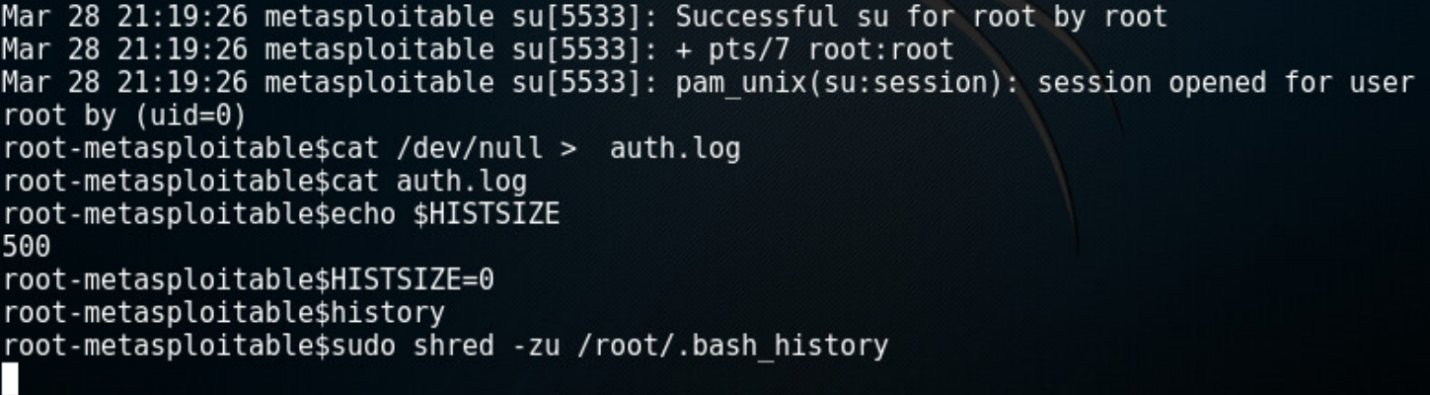 Mar 28 21:19:26 metasploitable su[5533]: Successful su for root by root
Mar 28 21:19:26 metasploitable su[5533]: + pts/7 root:root
Mar 28 21:19:26 metasploitable su[5533]: pam_unix(su:session): session opened for user
root by (uid=0)
root-metasploitable$cat /dev/null >  auth.log
root-metasploitable$cat auth.log
root-metasploitable$echo $HISTSIZE
500
root-metasploitable$HISTSIZE=0
root-metasploitable$history
root-metasploitable$sudo shred -zu /root/.bash_history